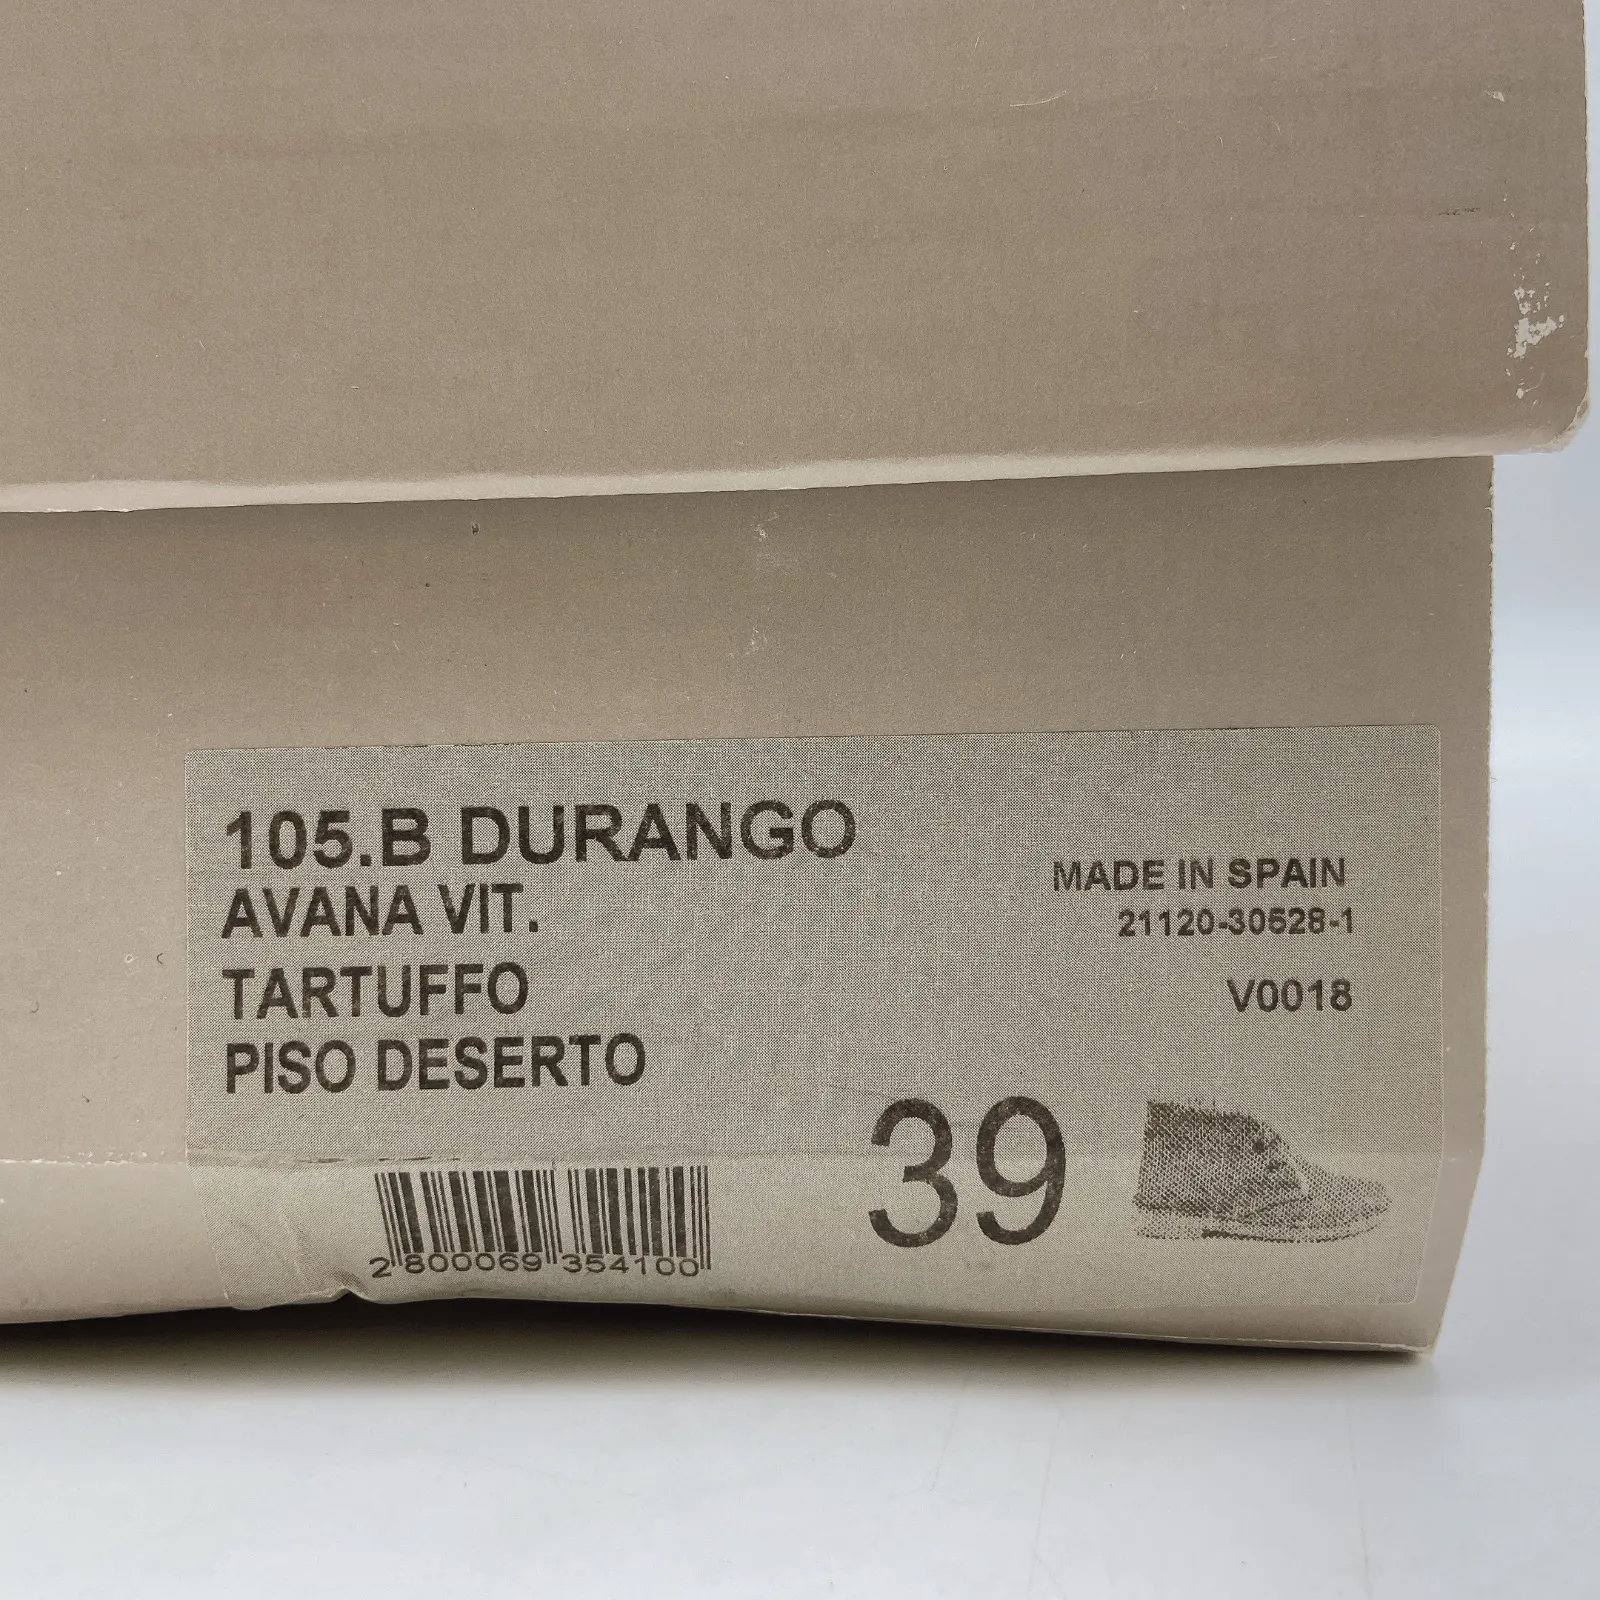 105.B DURANGO
AVANA VIT.
TARTUFFO
PISO DESERTO
MADE IN SPAIN
21120-30528-1
V0018
39
2 800069 354100